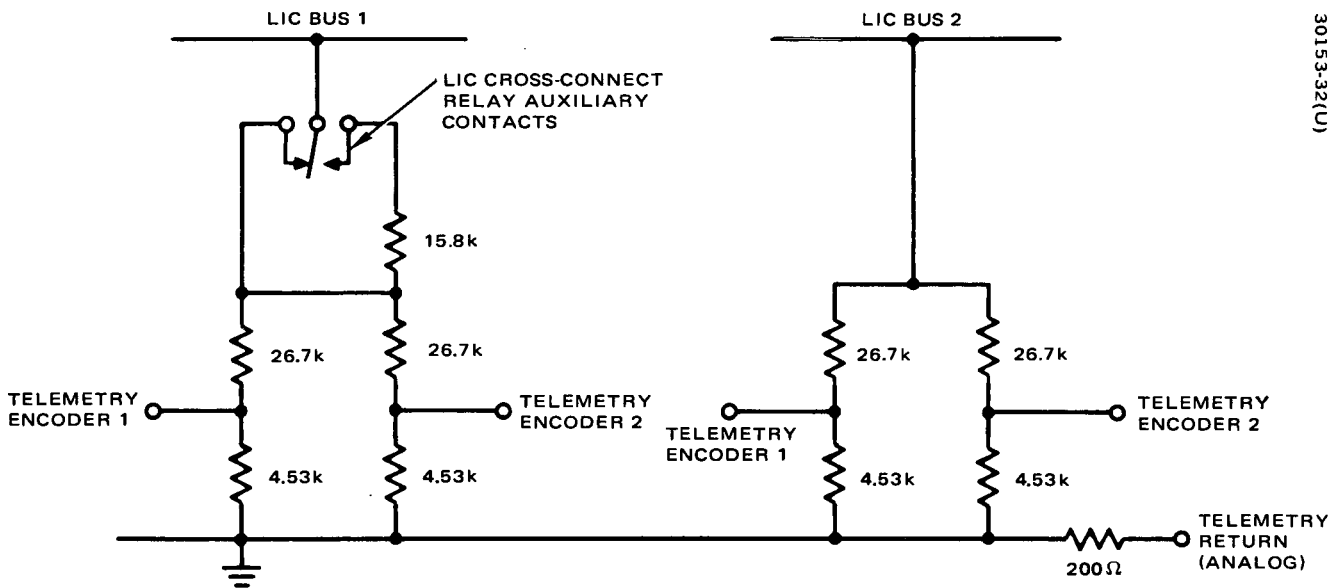 LIC BUS 1
LIC BUS 2
30153-32(U)
LIC CROSS-CONNECT
RELAY AUXILIARY
CONTACTS
15.8k
26.7k
26.7k
26.7k
26.7k
TELEMETRY
ENCODER 1
TELEMETRY
ENCODER 2
TELEMETRY
ENCODER 1
TELEMETRY
ENCODER 2
4.53k
4.53k
4.53k
4.53k
200Ω
TELEMETRY
RETURN
(ANALOG)